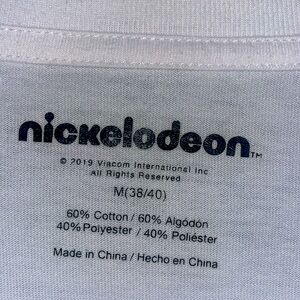 nickelodeon™
© 2019 Viacom International Inc
All Rights Reserved
M(38/40)
60% Cotton / 60% Algodón
40% Polyester / 40% Poliéster
Made in China / Hecho en China